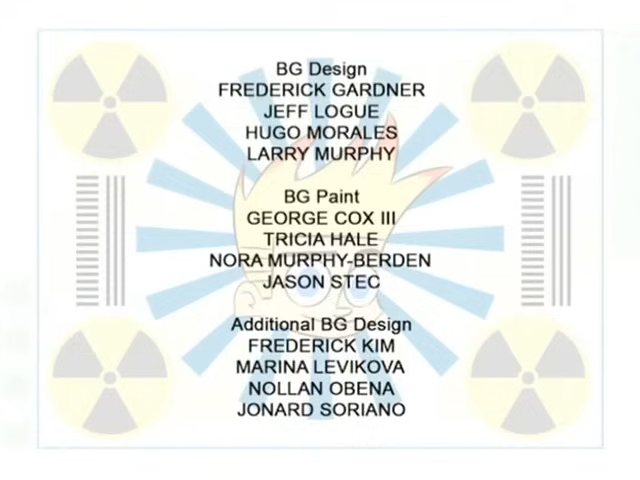 BG Design
FREDERICK GARDNER
JEFF LOGUE
HUGO MORALES
LARRY MURPHY
BG Paint
GEORGE COX III
TRICIA HALE
NORA MURPHY-BERDEN
JASON STEC
Additional BG Design
FREDERICK KIM
MARINA LEVIKOVA
NOLLAN OBENA
JONARD SORIANO